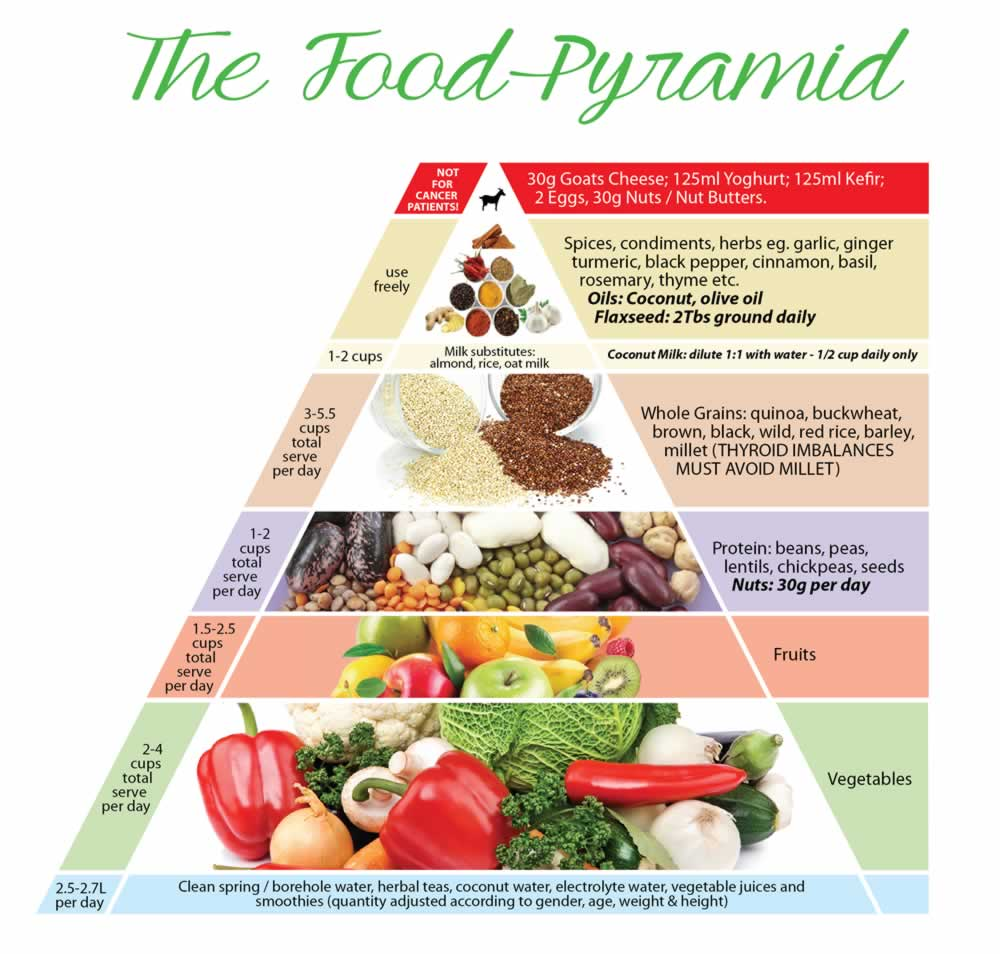 The Food Pyramid
NOT
FOR
CANCER
PATIENTS!
30g Goats Cheese; 125ml Yoghurt; 125ml Kefir;
2 Eggs, 30g Nuts / Nut Butters.
use
freely
Spices, condiments, herbs eg. garlic, ginger
turmeric, black pepper, cinnamon, basil,
rosemary, thyme etc.
Oils: Coconut, olive oil
Flaxseed: 2Tbs ground daily
1-2 cups
Milk substitutes:
almond, rice, oat milk
Coconut Milk: dilute 1:1 with water - 1/2 cup daily only
3-5.5
cups
total
serve
per day
Whole Grains: quinoa, buckwheat,
brown, black, wild, red rice, barley,
millet (THYROID IMBALANCES
MUST AVOID MILLET)
1-2
cups
total
serve
per day
Protein: beans, peas,
lentils, chickpeas, seeds
Nuts: 30g per day
1.5-2.5
cups
total
serve
per day
Fruits
2-4
cups
total
serve
per day
Vegetables
2.5-2.7L
per day
Clean spring / borehole water, herbal teas, coconut water, electrolyte water, vegetable juices and
smoothies (quantity adjusted according to gender, age, weight & height)